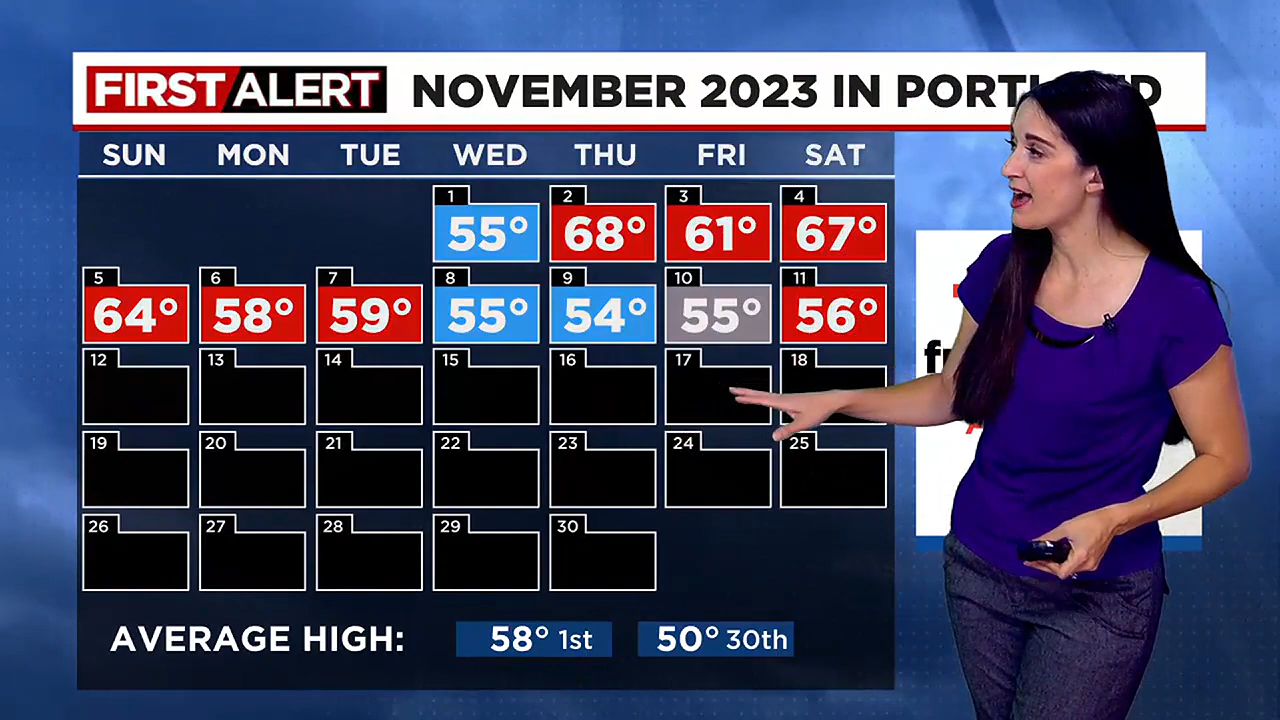 FIRST ALERT NOVEMBER 2023 IN
SUN MON TUE WED THU FRI SAT
1 2 3 4
55° 68° 61° 67°
5 6 7 8 9 10 11
64° 58° 59° 55° 54° 55° 56°
12 13 14 15 16 17 18
19 20 21 22 23 24 25
26 27 28 29 30
AVERAGE HIGH: 58° 1st 50° 30th